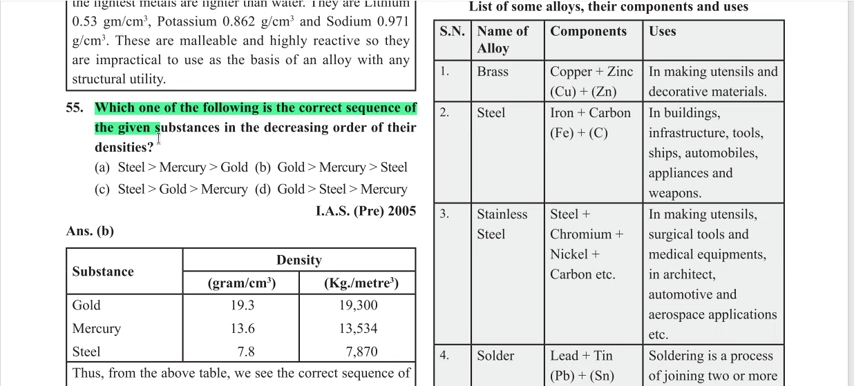 the lightest metals are lighter than water. They are Lithium
0.53 gm/cm³, Potassium 0.862 g/cm³ and Sodium 0.971
g/cm³. These are malleable and highly reactive so they
are impractical to use as the basis of an alloy with any
structural utility.
55. Which one of the following is the correct sequence of
the given substances in the decreasing order of their
densities?
(a) Steel > Mercury > Gold (b) Gold > Mercury > Steel
(c) Steel > Gold > Mercury (d) Gold > Steel > Mercury
I.A.S. (Pre) 2005
Ans. (b)
Substance Density
(gram/cm³) (Kg./metre³)
Gold 19.3 19,300
Mercury 13.6 13,534
Steel 7.8 7,870
Thus, from the above table, we see the correct sequence of
List of some alloys, their components and uses
S.N. Name of Components Uses
Alloy
1. Brass Copper + Zinc In making utensils and
(Cu) + (Zn) decorative materials.
2. Steel Iron + Carbon In buildings,
(Fe) + (C) infrastructure, tools,
ships, automobiles,
appliances and
weapons.
3. Stainless Steel + In making utensils,
Steel Chromium + surgical tools and
Nickel + medical equipments,
Carbon etc. in architect,
automotive and
aerospace applications
etc.
4. Solder Lead + Tin Soldering is a process
(Pb) + (Sn) of joining two or more